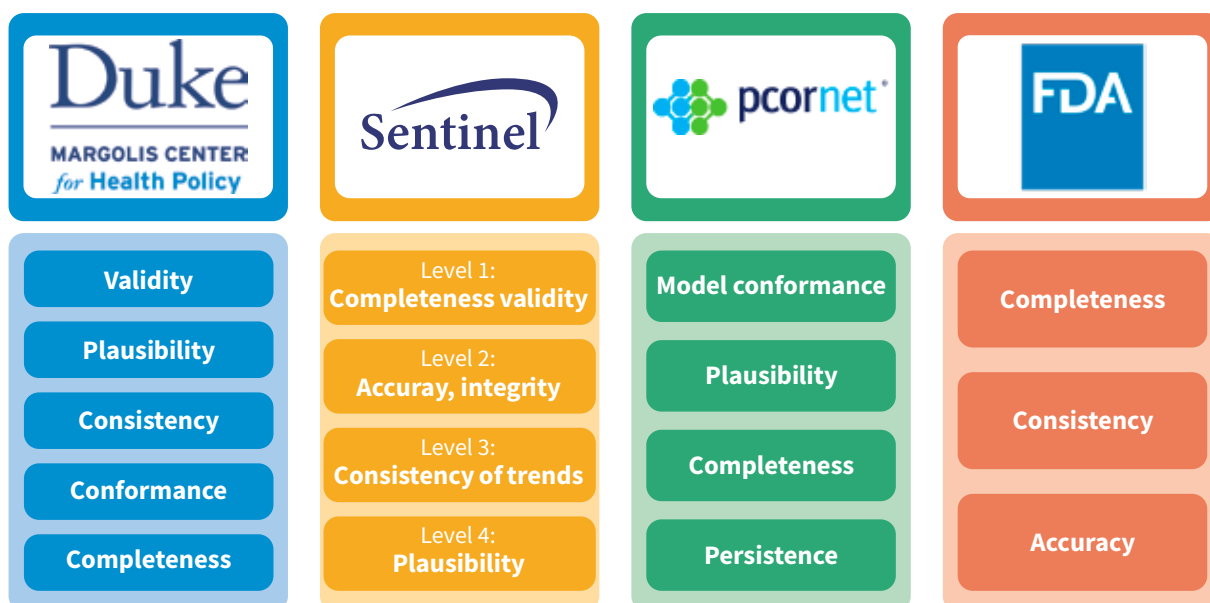 Duke
MARGOLIS CENTER
for Health Policy
Validity
Plausibility
Consistency
Conformance
Completeness
Sentinel
Level 1:
Completeness validity
Level 2:
Accuray, integrity
Level 3:
Consistency of trends
Level 4:
Plausibility
pcornet
Model conformance
Plausibility
Completeness
Persistence
FDA
Completeness
Consistency
Accuracy